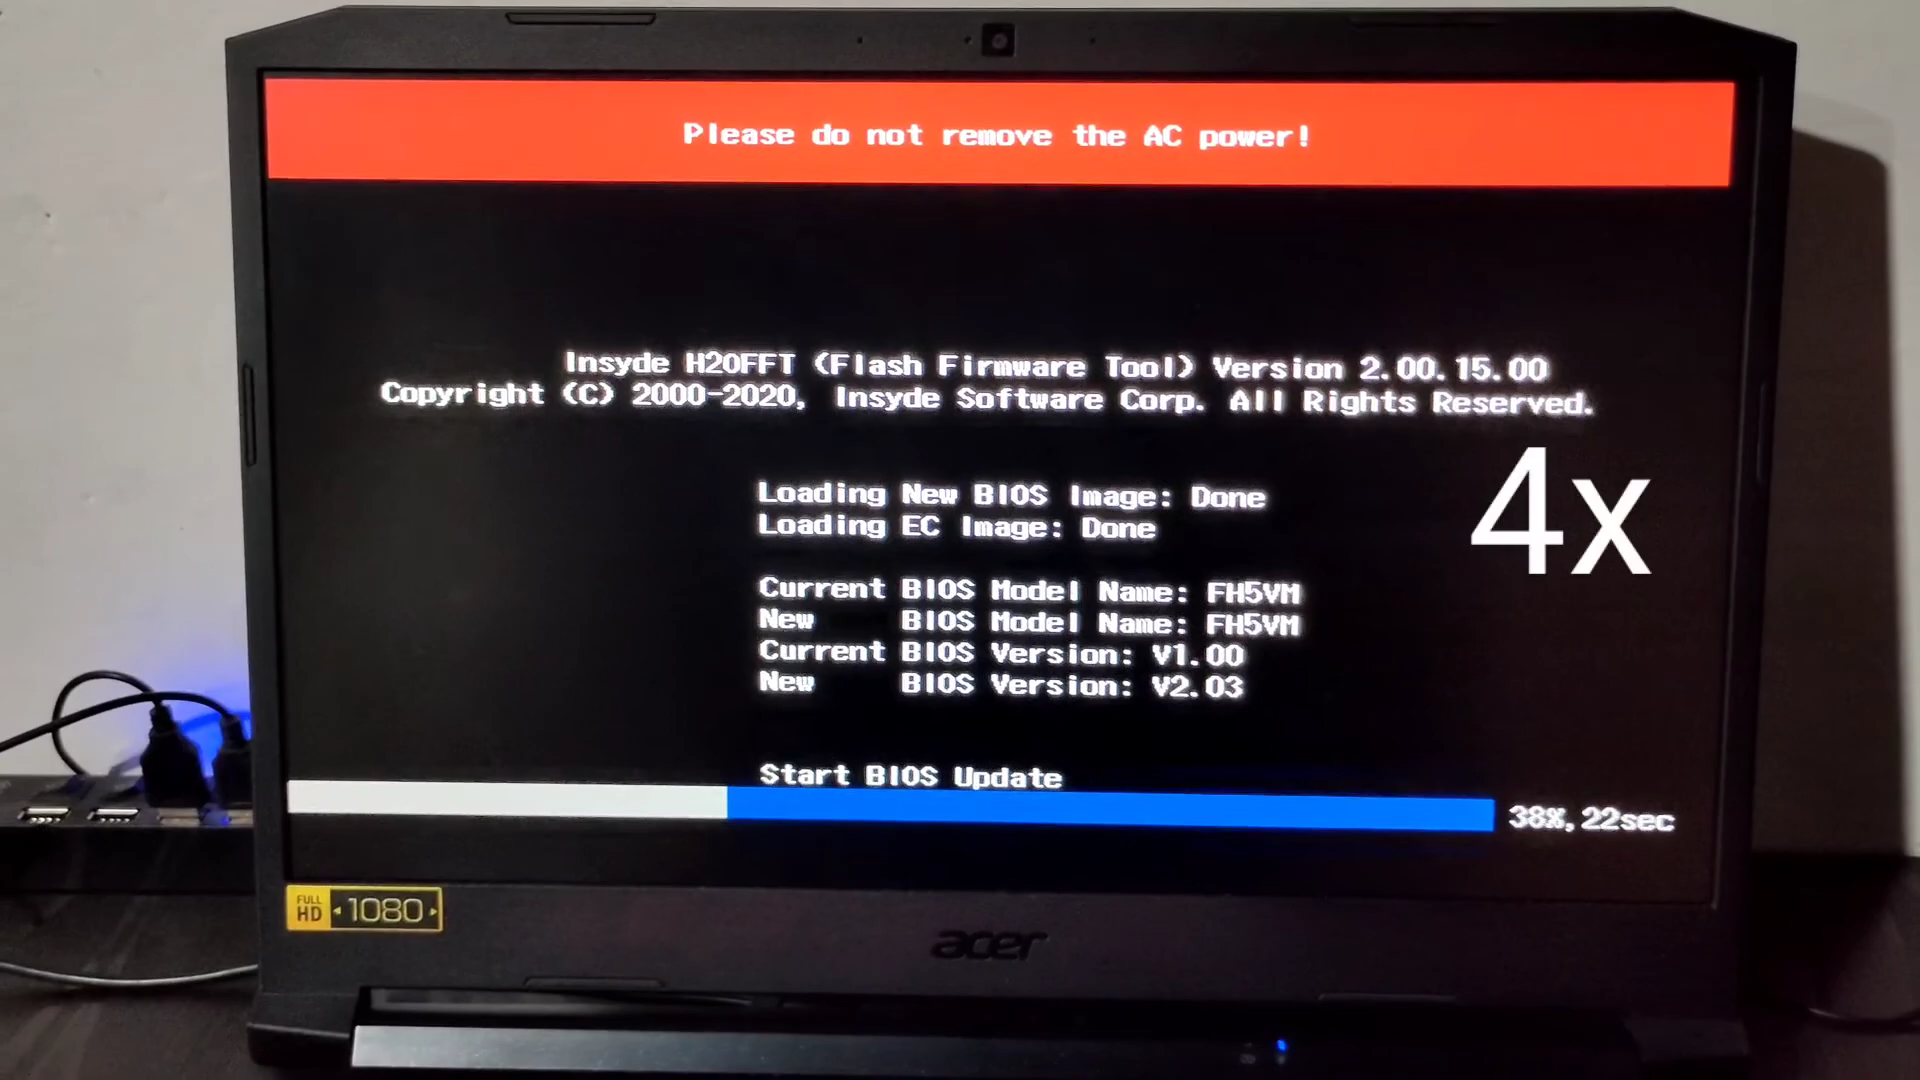 Please do not remove the AC power!
Insyde H2OFFT (Flash Firmware Tool) Version 2.00.15.00
Copyright (C) 2000-2020, Insyde Software Corp. All Rights Reserved.
Loading New BIOS Image: Done
Loading EC Image: Done
4x
Current BIOS Model Name: FH5VM
New BIOS Model Name: FH5VM
Current BIOS Version: V1.00
New BIOS Version: V2.03
Start BIOS Update
38%, 22sec
FULL HD 1080
acer